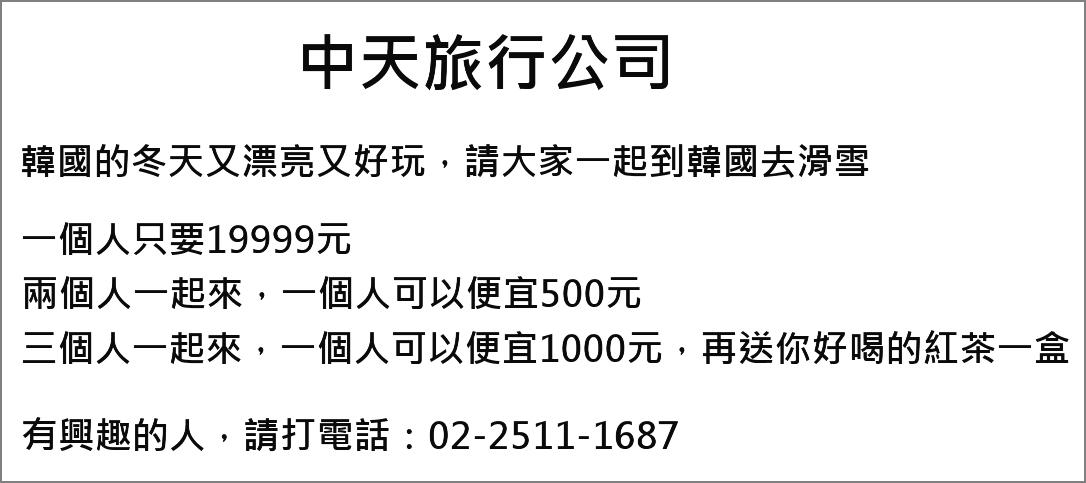 中天旅行公司
韓國的冬天又漂亮又好玩，請大家一起到韓國去滑雪
一個人只要19999元
兩個人一起來，一個人可以便宜500元
三個人一起來，一個人可以便宜1000元，再送你好喝的紅茶一盒
有興趣的人，請打電話：02-2511-1687